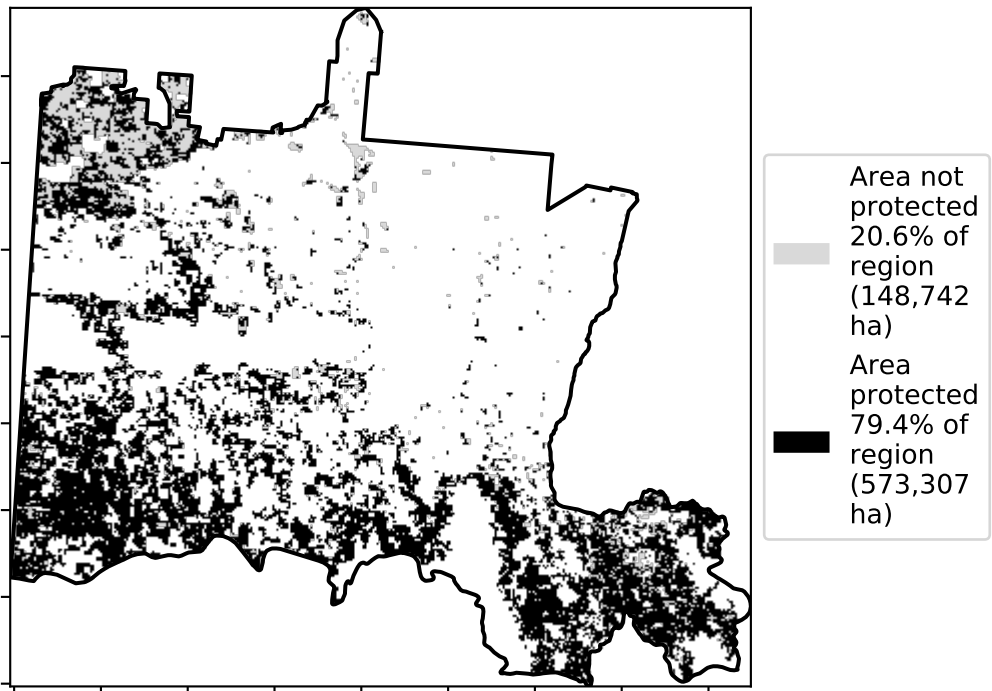 Area not
protected
20.6% of
region
(148,742
ha)
Area
protected
79.4% of
region
(573,307
ha)